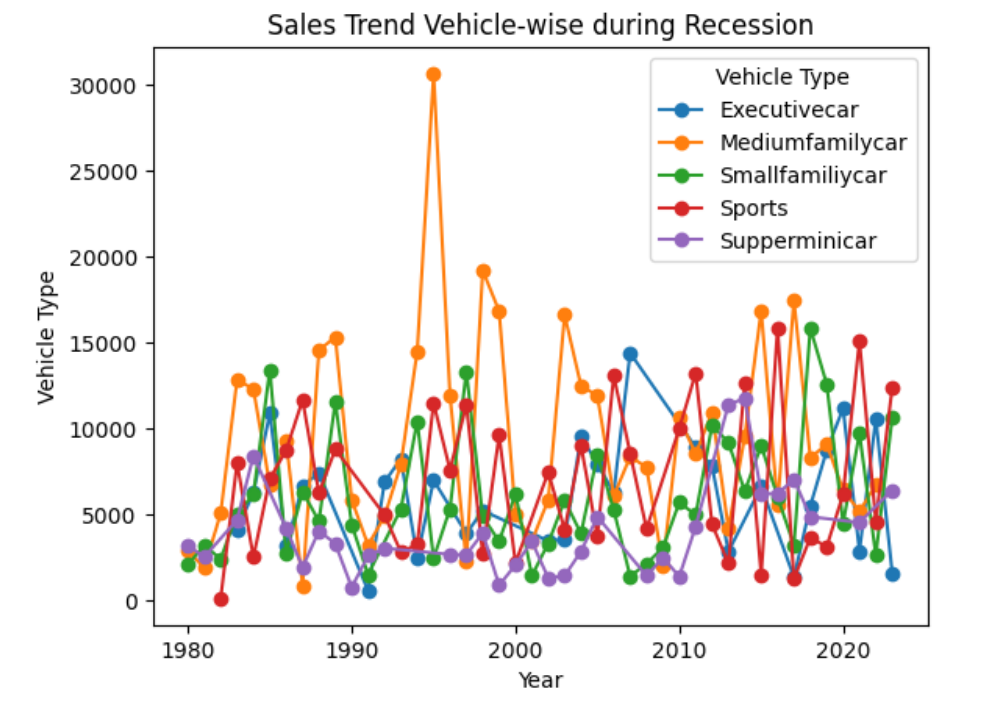 Sales Trend Vehicle-wise during Recession
Vehicle Type
Executivecar
Mediumfamilycar
Smallfamiliycar
Sports
Supperminicar
30000
25000
20000
15000
10000
5000
0
Vehicle Type
1980
1990
2000
2010
2020
Year